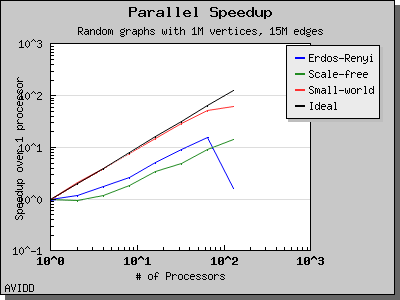 Parallel Speedup
Random graphs with 1M vertices, 15M edges
Erdos-Renyi
Scale-free
Small-world
Ideal
Speedup over 1 processor
10^3
10^2
10^1
10^0
10^-1
10^0
10^1
10^2
10^3
# of Processors
AVIDD